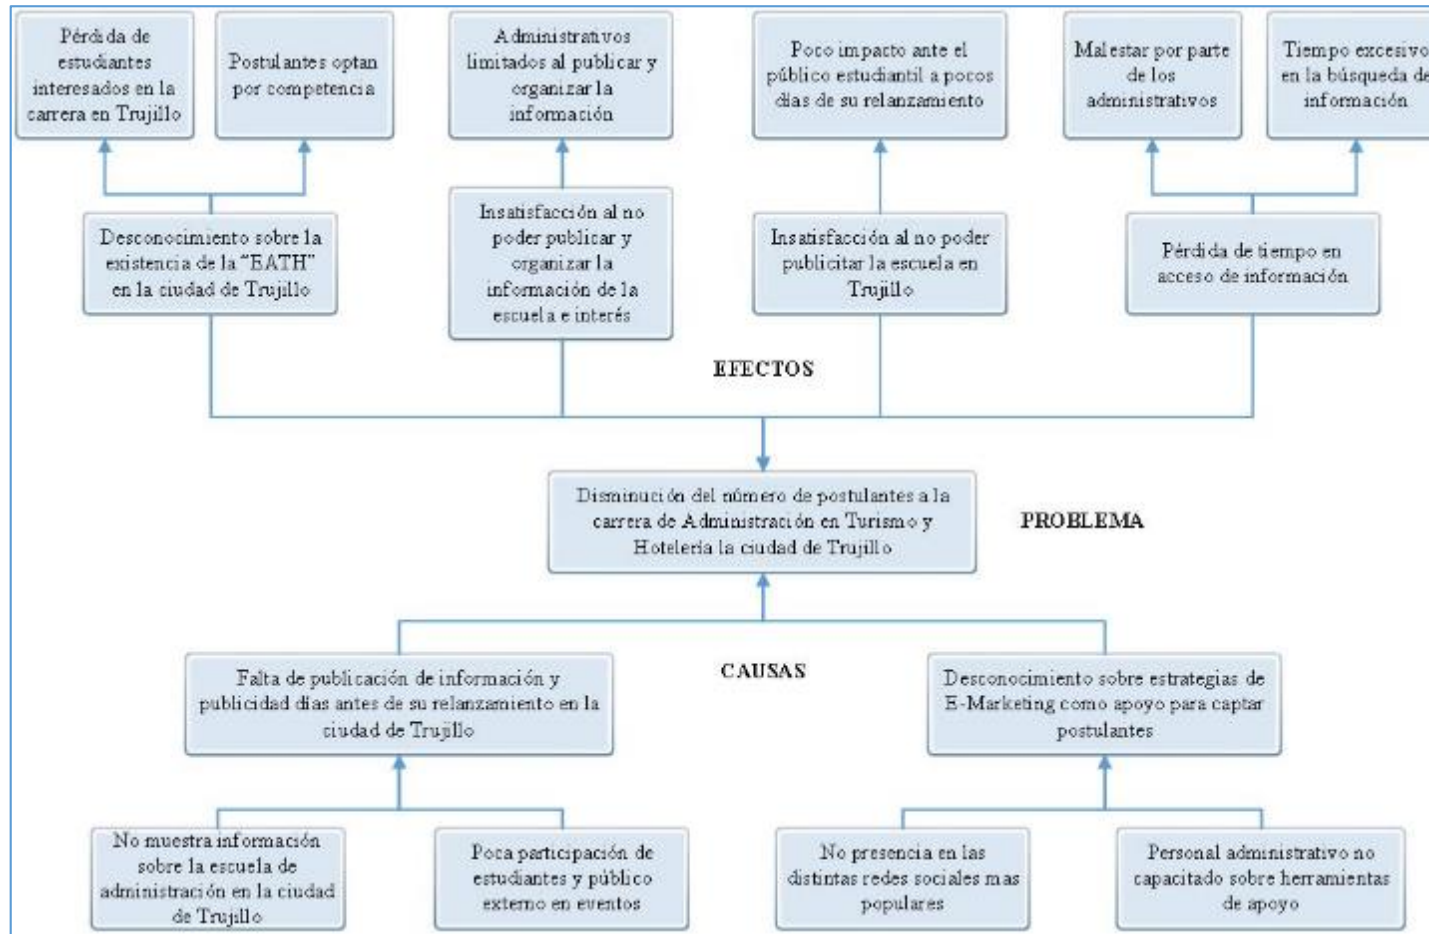 Pérdida de
estudiantes
interesados en la
carrera en Trujillo
Postulantes optan
por competencia
Administrativos
limitados al publicar y
organizar la
información
Poco impacto ante el
público estudiantil a pocos
días de su relanzamiento
Malestar por parte
de los
administrativos
Tiempo excesivo
en la búsqueda de
información
Desconocimiento sobre la
existencia de la "EATH"
en la ciudad de Trujillo
Insatisfacción al no
poder publicar y
organizar la
información de la
escuela e interés
Insatisfacción al no poder
publicitar la escuela en
Trujillo
Pérdida de tiempo en
acceso de información
EFECTOS
Disminución del número de postulantes a la
carrera de Administración en Turismo y
Hotelería la ciudad de Trujillo
PROBLEMA
CAUSAS
Falta de publicación de información y
publicidad días antes de su relanzamiento en la
ciudad de Trujillo
Desconocimiento sobre estrategias de
E-Marketing como apoyo para captar
postulantes
No muestra información
sobre la escuela de
administración en la ciudad
de Trujillo
Poca participación de
estudiantes y público
externo en eventos
No presencia en las
distintas redes sociales mas
populares
Personal administrativo no
capacitado sobre herramientas
de apoyo